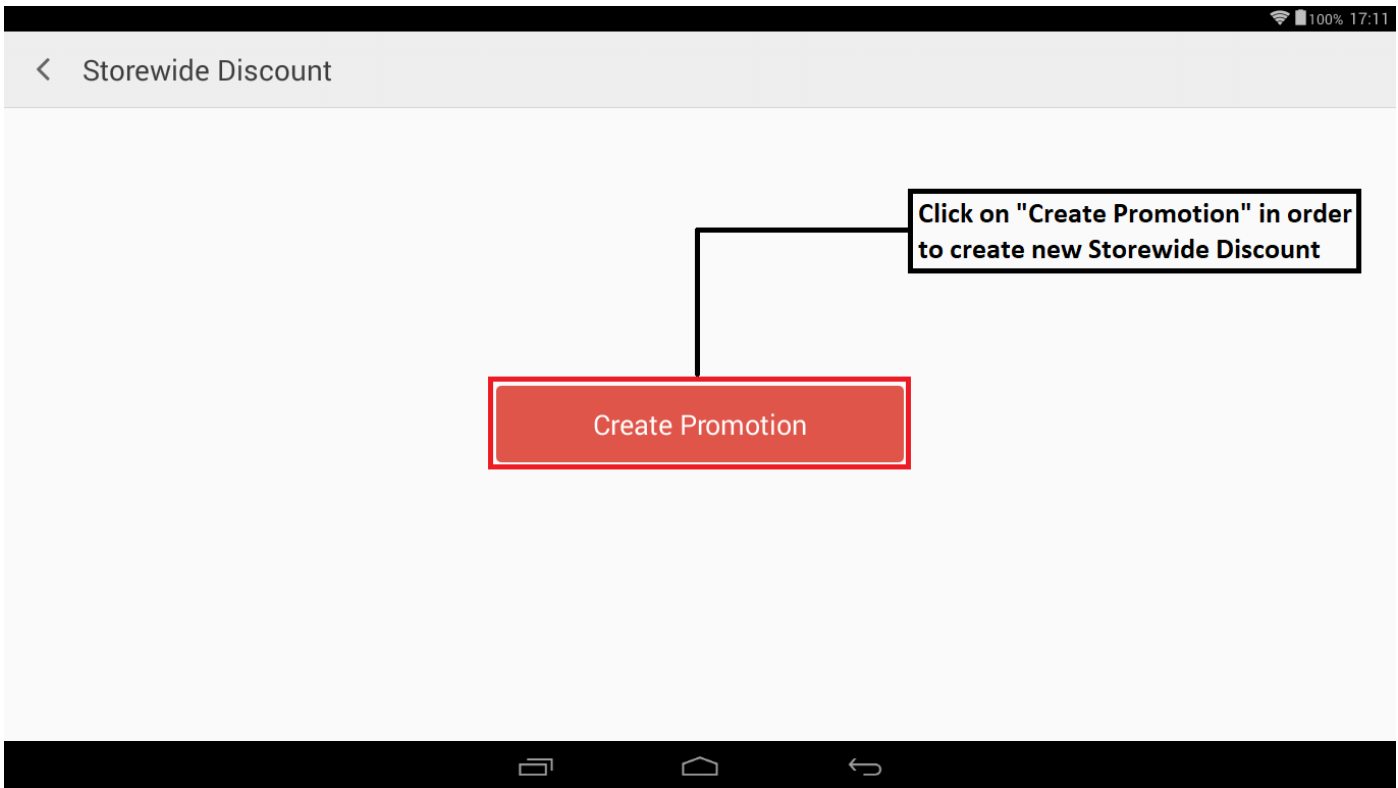 100% 17:11
Storewide Discount
Click on "Create Promotion" in order
to create new Storewide Discount
Create Promotion